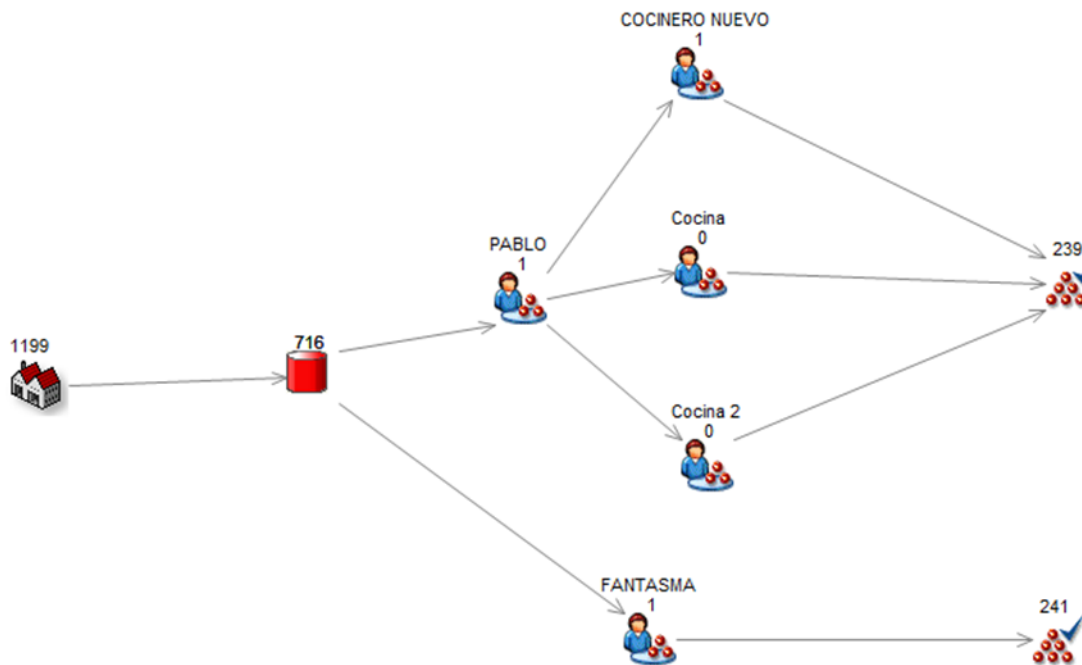 COCINERO NUEVO
1
Cocina
0
PABLO
1
239
1199
716
Cocina 2
0
FANTASMA
1
241